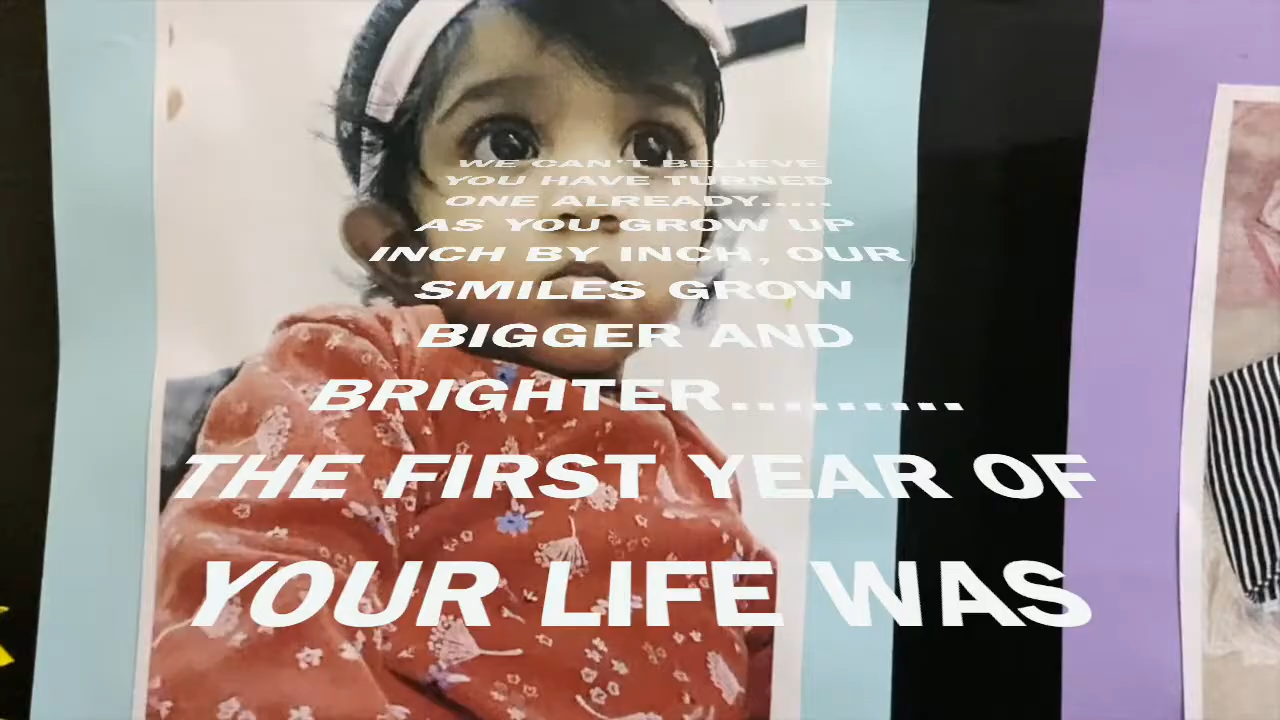 WE CAN'T BELIEVE
YOU HAVE TURNED
ONE ALREADY.....
AS YOU GROW UP
INCH BY INCH, OUR
SMILES GROW
BIGGER AND
BRIGHTER.........
THE FIRST YEAR OF
YOUR LIFE WAS